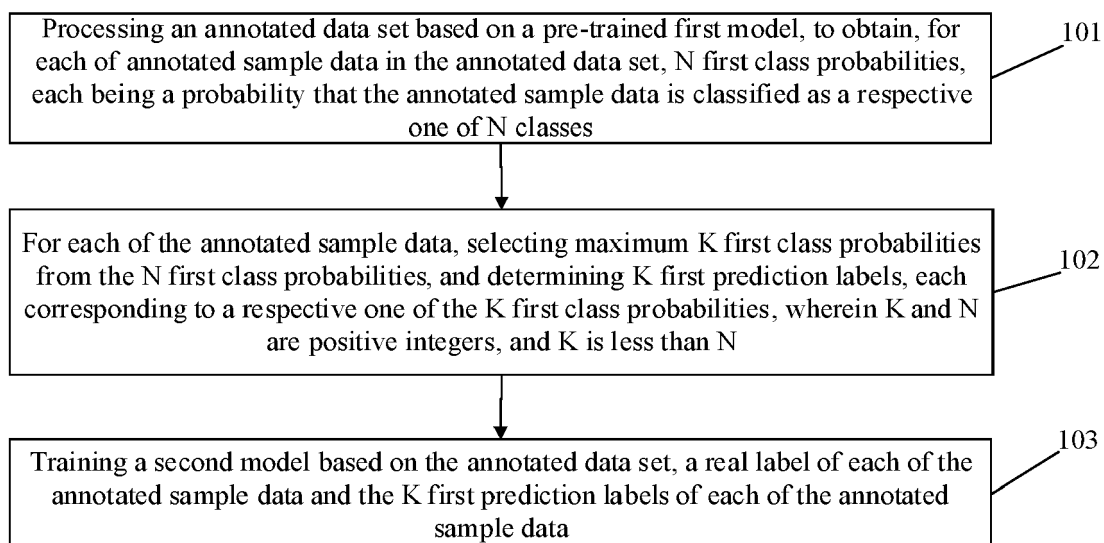 Processing an annotated data set based on a pre-trained first model, to obtain, for
each of annotated sample data in the annotated data set, N first class probabilities,
each being a probability that the annotated sample data is classified as a respective
one of N classes
101
For each of the annotated sample data, selecting maximum K first class probabilities
from the N first class probabilities, and determining K first prediction labels, each
corresponding to a respective one of the K first class probabilities, wherein K and N
are positive integers, and K is less than N
102
Training a second model based on the annotated data set, a real label of each of the
annotated sample data and the K first prediction labels of each of the annotated
sample data
103